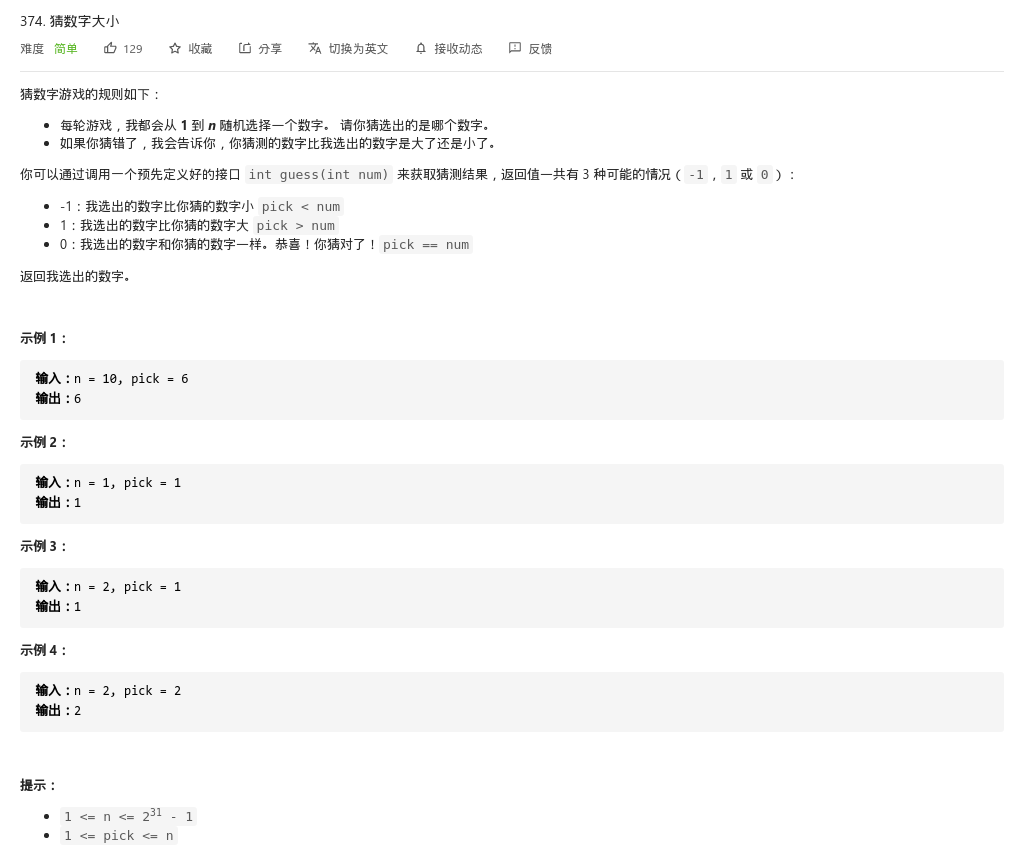 374. 猜数字大小
难度 简单 129 收藏 分享 切换为英文 接收动态 反馈
猜数字游戏的规则如下：
每轮游戏，我都会从 1 到 n 随机选择一个数字。 请你猜选出的是哪个数字。
如果你猜错了，我会告诉你，你猜测的数字比我选出的数字是大了还是小了。
你可以通过调用一个预先定义好的接口 int guess(int num) 来获取猜测结果，返回值一共有 3 种可能的情况（-1，1 或 0）：
-1：我选出的数字比你猜的数字小 pick < num
1：我选出的数字比你猜的数字大 pick > num
0：我选出的数字和你猜的数字一样。恭喜！你猜对了！pick == num
返回我选出的数字。
示例 1：
输入：n = 10, pick = 6
输出：6
示例 2：
输入：n = 1, pick = 1
输出：1
示例 3：
输入：n = 2, pick = 1
输出：1
示例 4：
输入：n = 2, pick = 2
输出：2
提示：
1 <= n <= 2³¹ - 1
1 <= pick <= n